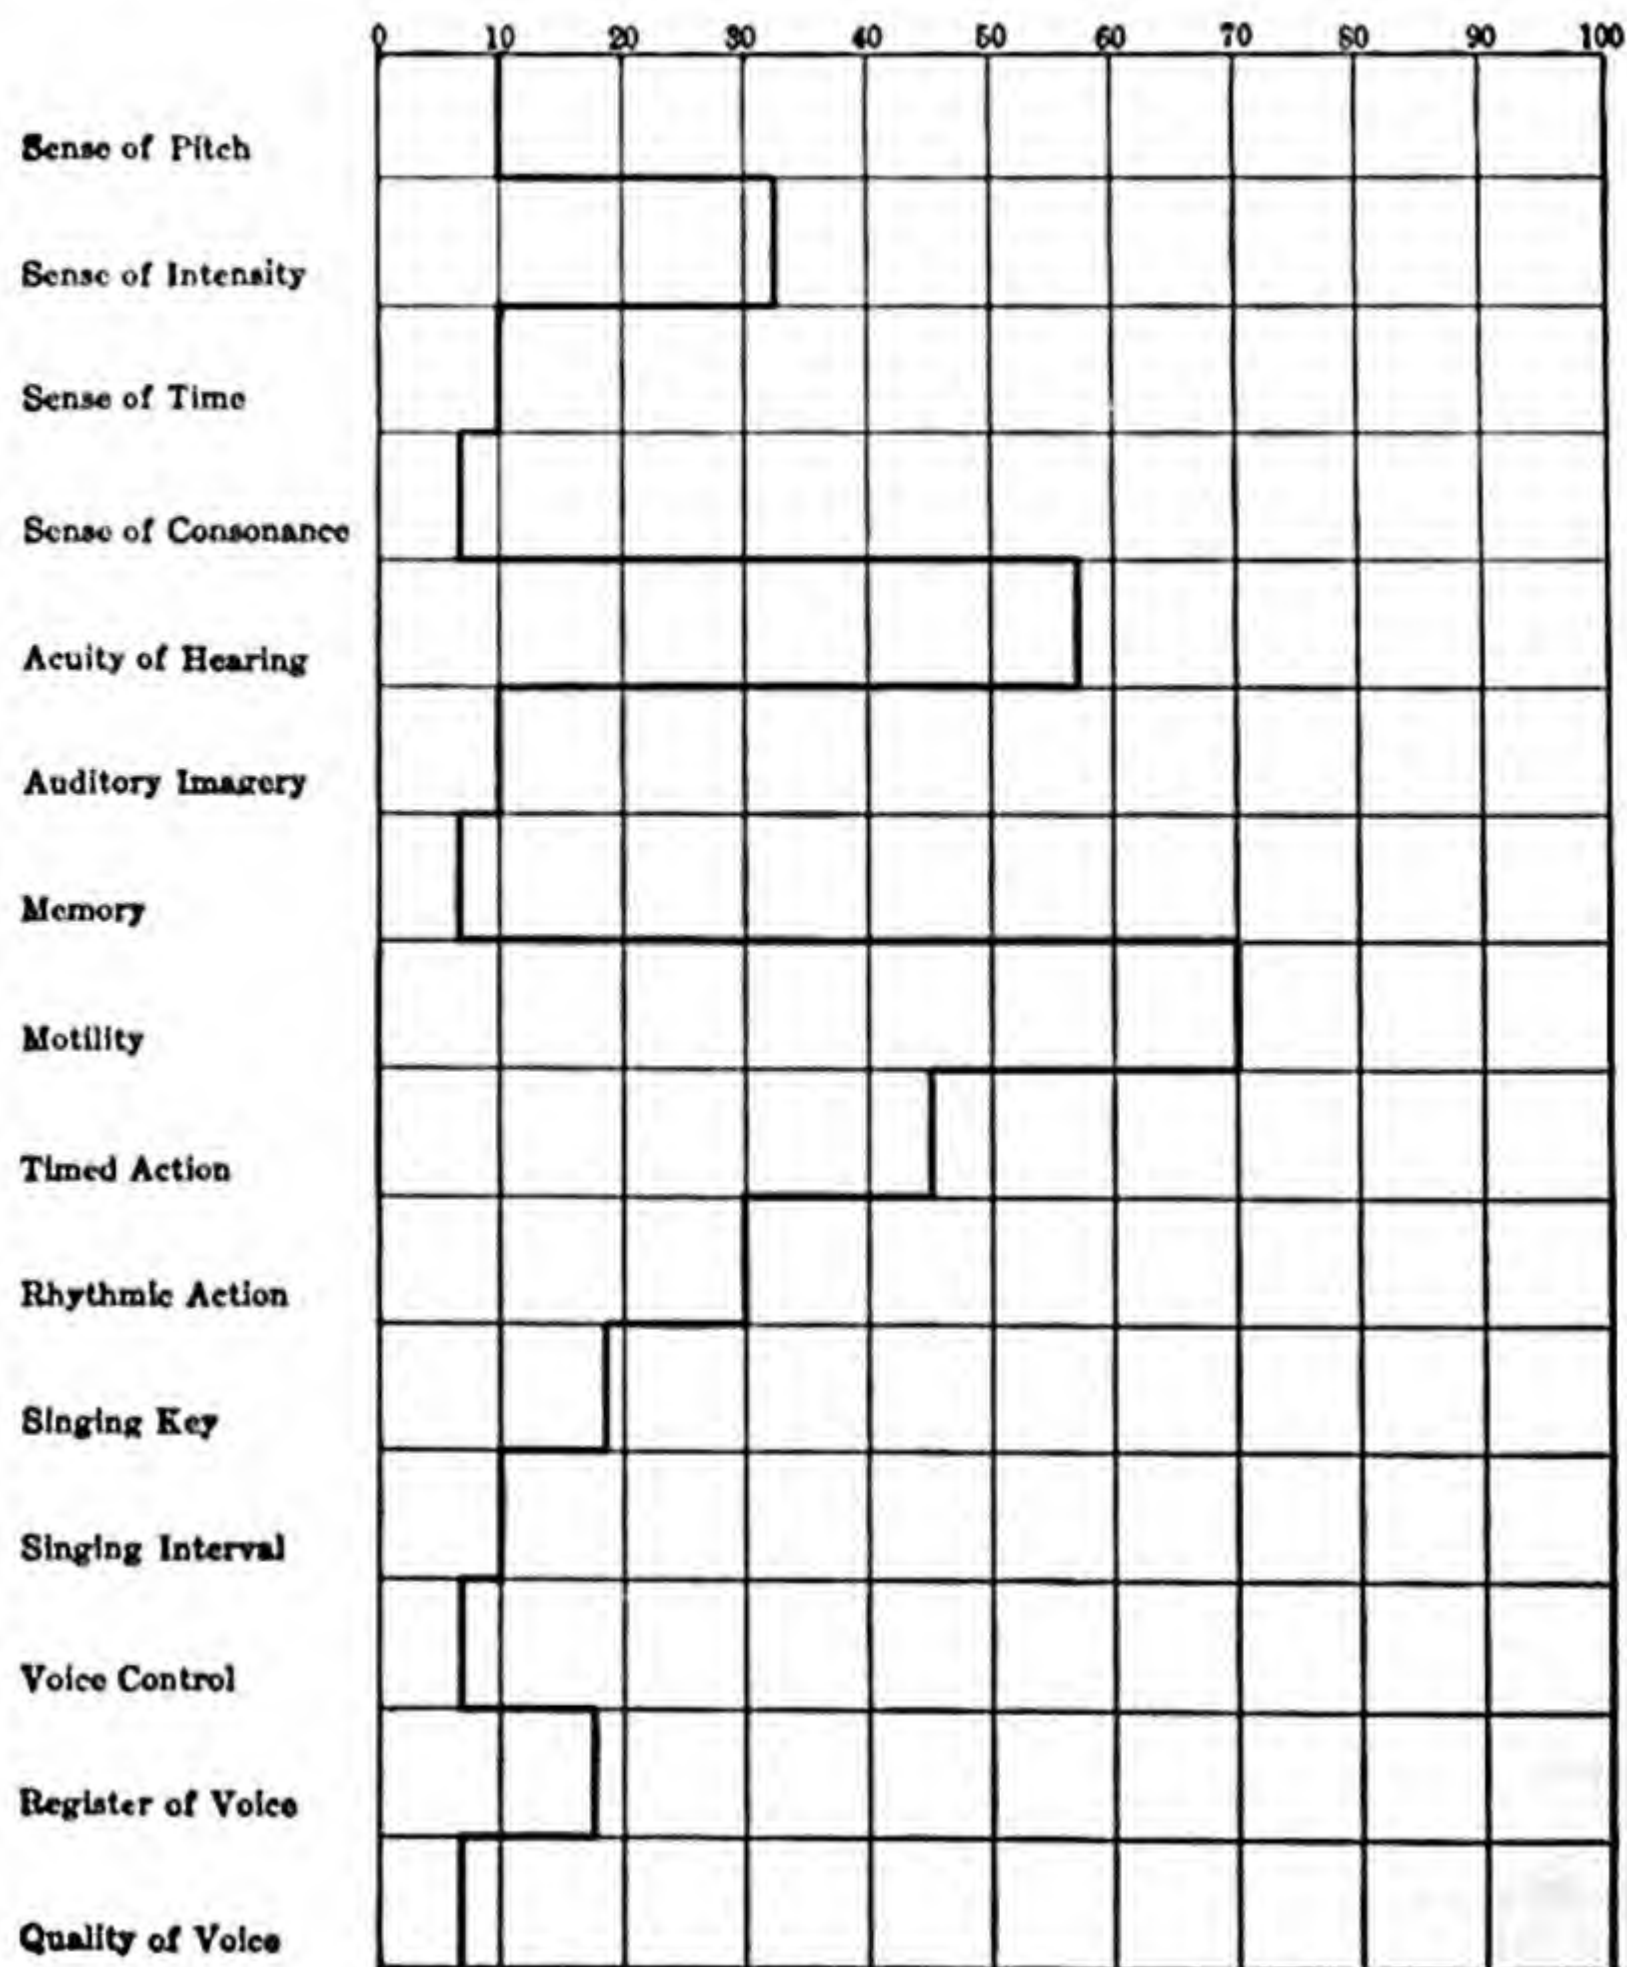 0 10 20 30 40 50 60 70 80 90 100
Sense of Pitch
Sense of Intensity
Sense of Time
Sense of Consonance
Acuity of Hearing
Auditory Imagery
Memory
Motility
Timed Action
Rhythmic Action
Singing Key
Singing Interval
Voice Control
Register of Voice
Quality of Voice